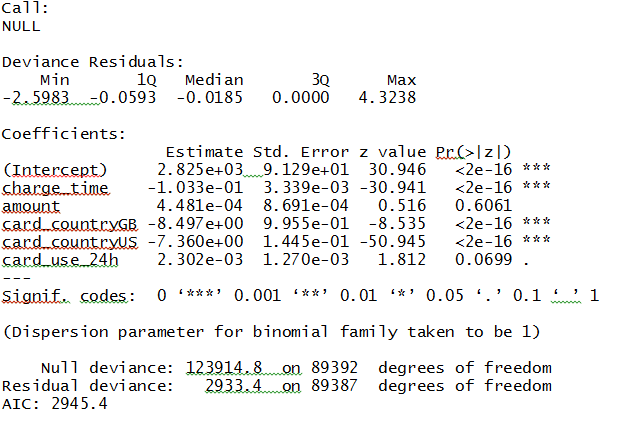 Call:
NULL
Deviance Residuals:
Min 1Q Median 3Q Max
-2.5983 -0.0593 -0.0185 0.0000 4.3238
Coefficients:
Estimate Std. Error z value Pr(>|z|)
(Intercept) 2.825e+03 9.129e+01 30.946 <2e-16 ***
charge_time -1.033e-01 3.339e-03 -30.941 <2e-16 ***
amount 4.481e-04 8.691e-04 0.516 0.6061
card_countryGB -8.497e+00 9.955e-01 -8.535 <2e-16 ***
card_countryUS -7.360e+00 1.445e-01 -50.945 <2e-16 ***
card_use_24h 2.302e-03 1.270e-03 1.812 0.0699 .
---
Signif. codes: 0 ‘***’ 0.001 ‘**’ 0.01 ‘*’ 0.05 ‘.’ 0.1 ‘ ’ 1
(Dispersion parameter for binomial family taken to be 1)
Null deviance: 123914.8 on 89392 degrees of freedom
Residual deviance: 2933.4 on 89387 degrees of freedom
AIC: 2945.4